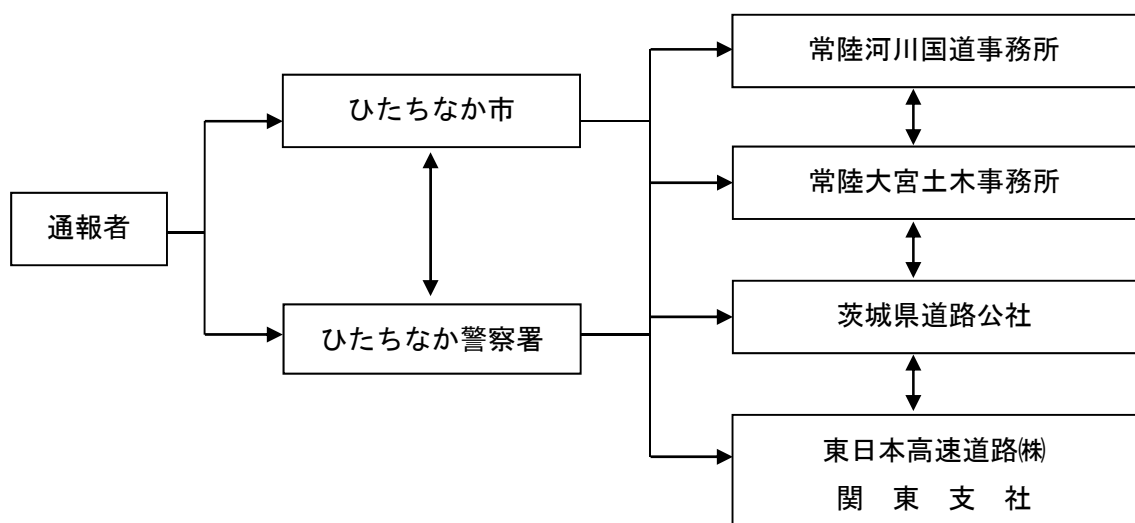 通報者
ひたちなか市
ひたちなか警察署
常陸河川国道事務所
常陸大宮土木事務所
茨城県道路公社
東日本高速道路㈱
関　東　支　社